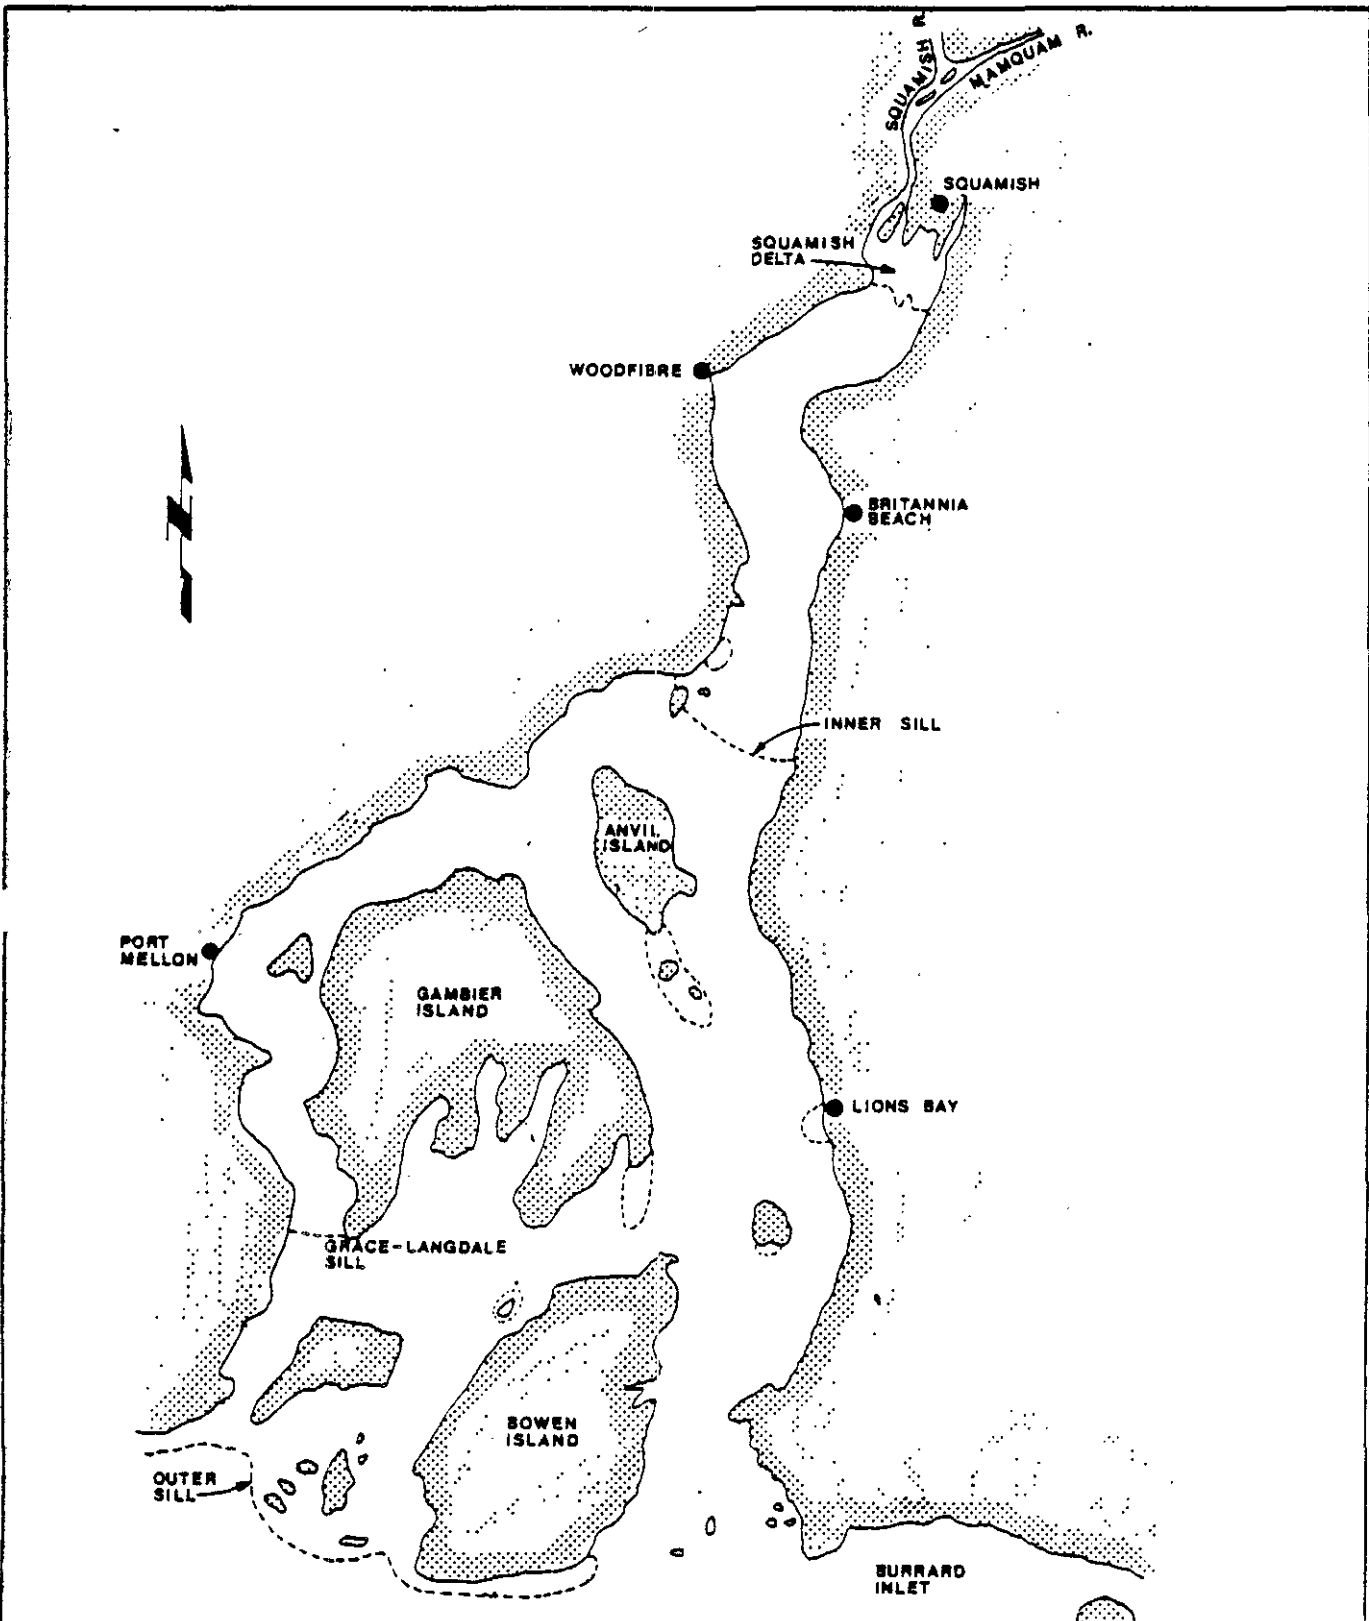 SQUAMISH R.
MAMQUAM R.
SQUAMISH
SQUAMISH
DELTA
WOODFIBRE
N
BRITANNIA
BEACH
INNER SILL
ANVIL
ISLAND
PORT
MELLON
GAMBIER
ISLAND
LIONS BAY
GRACE-LANGDALE
SILL
BOWEN
ISLAND
OUTER
SILL
BURRARD
INLET